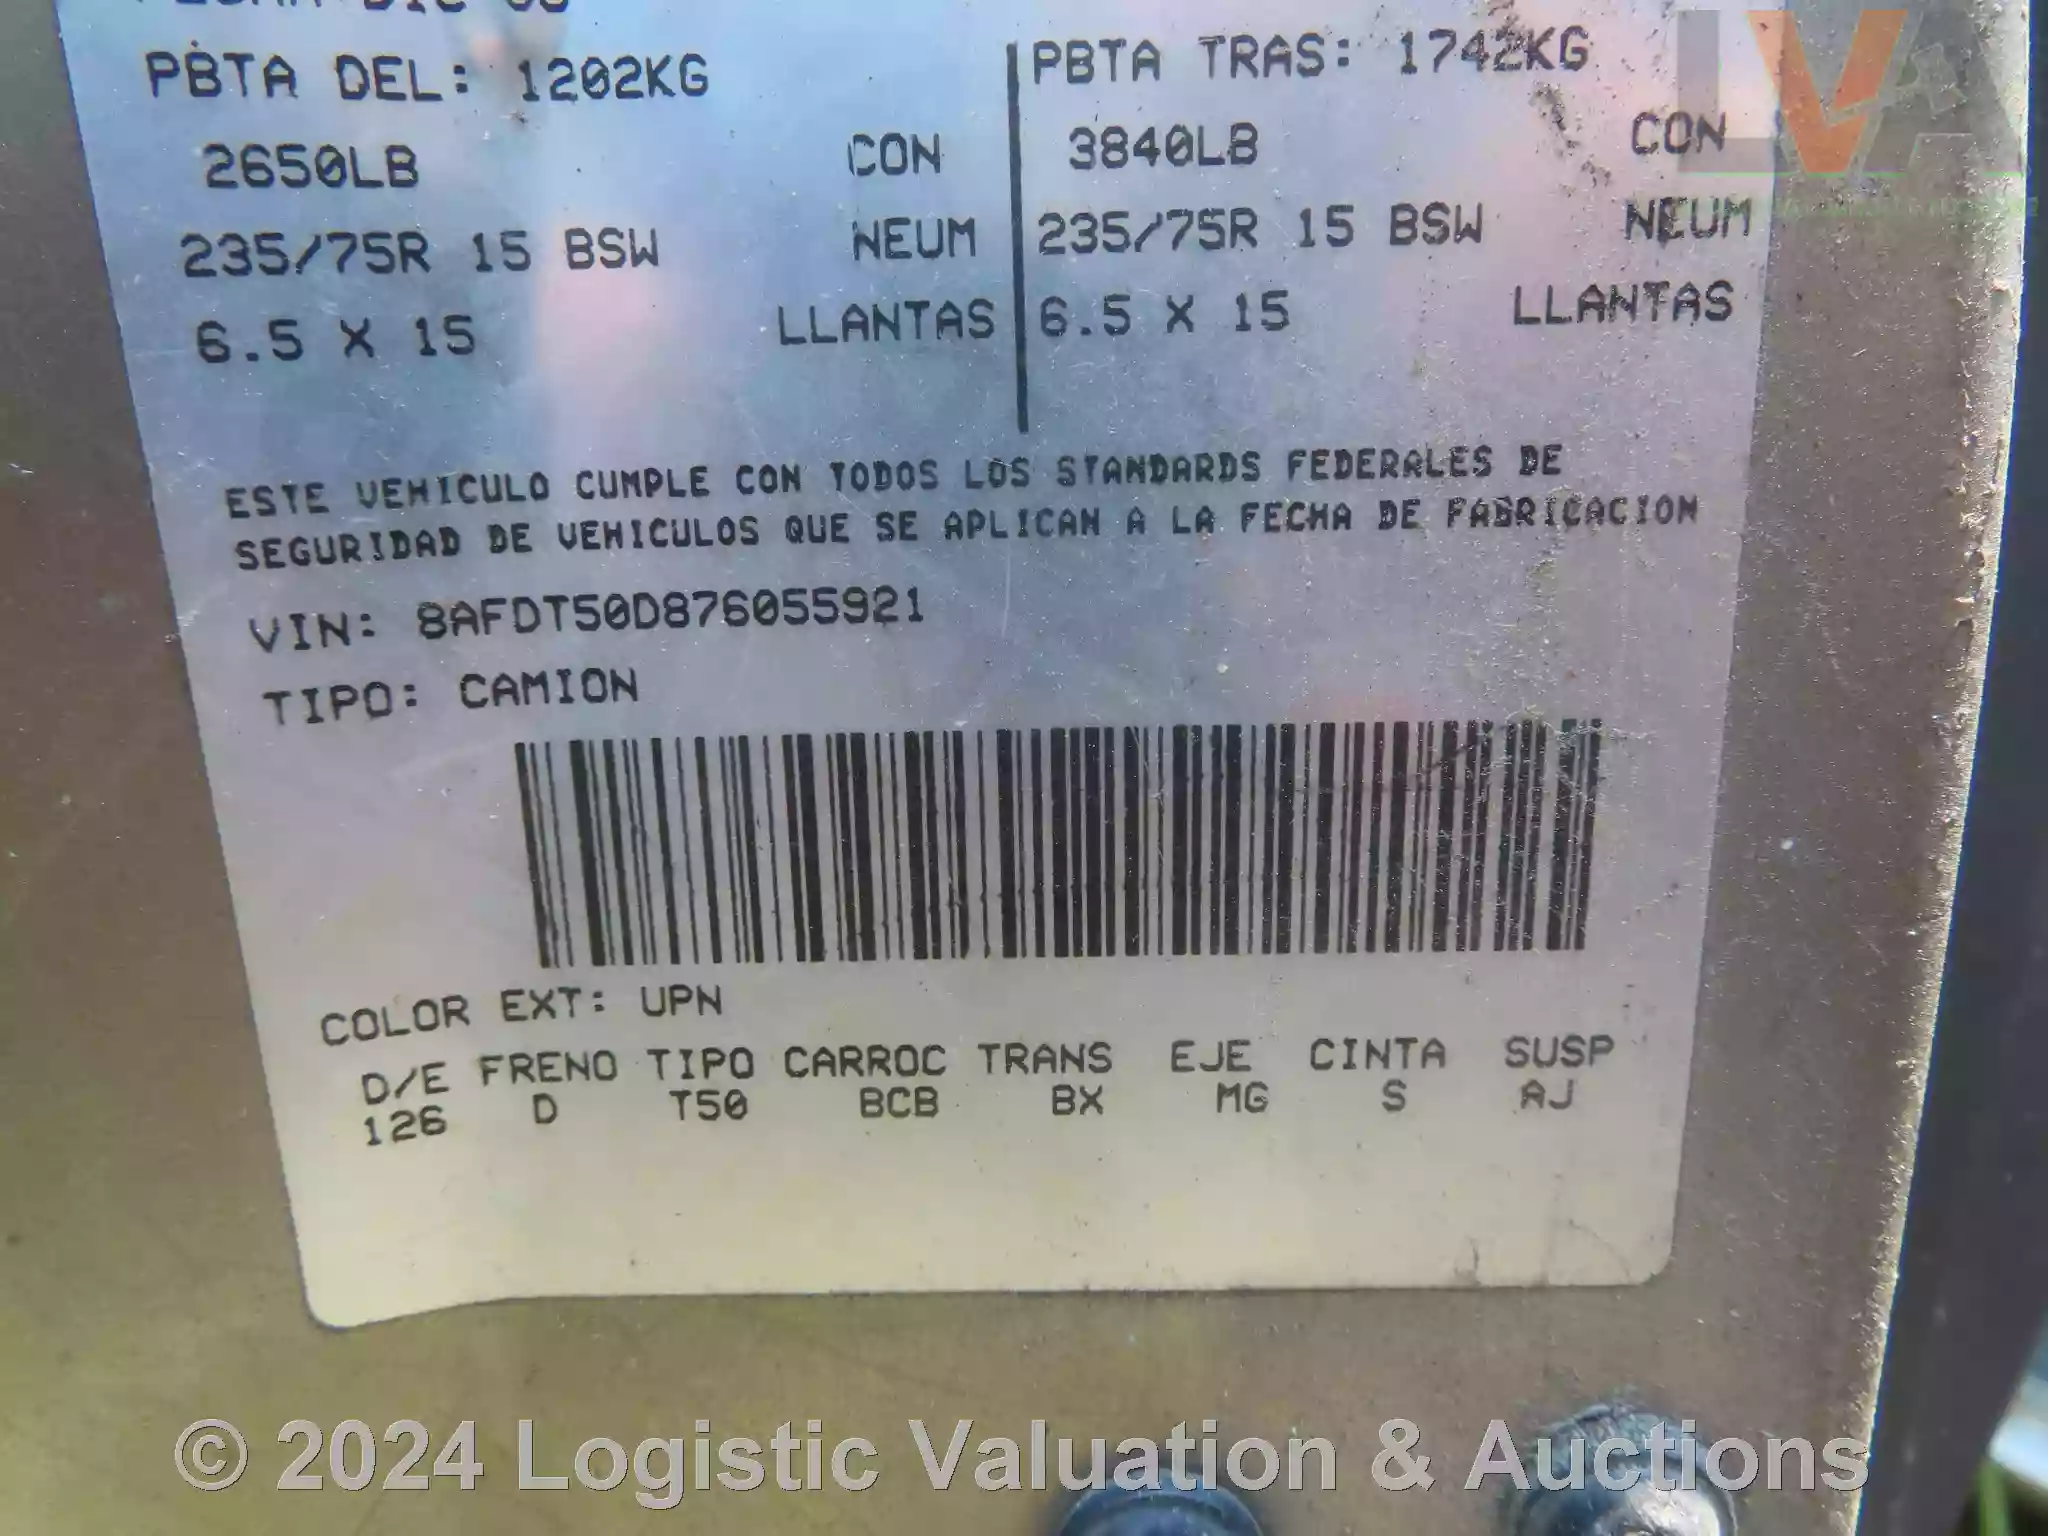 PBTA DEL: 1202KG
2650LB CON
235/75R 15 BSW NEUM
6.5 X 15 LLANTAS
PBTA TRAS: 1742KG
3840LB CON
235/75R 15 BSW NEUM
6.5 X 15 LLANTAS
ESTE VEHICULO CUMPLE CON TODOS LOS STANDARDS FEDERALES DE
SEGURIDAD DE VEHICULOS QUE SE APLICAN A LA FECHA DE FABRICACION
VIN: 8AFDT50D876055921
TIPO: CAMION
COLOR EXT: UPN
D/E FRENO TIPO CARROC TRANS EJE CINTA SUSP
126 D T50 BCB BX MG S AJ
LVA
© 2024 Logistic Valuation & Auctions